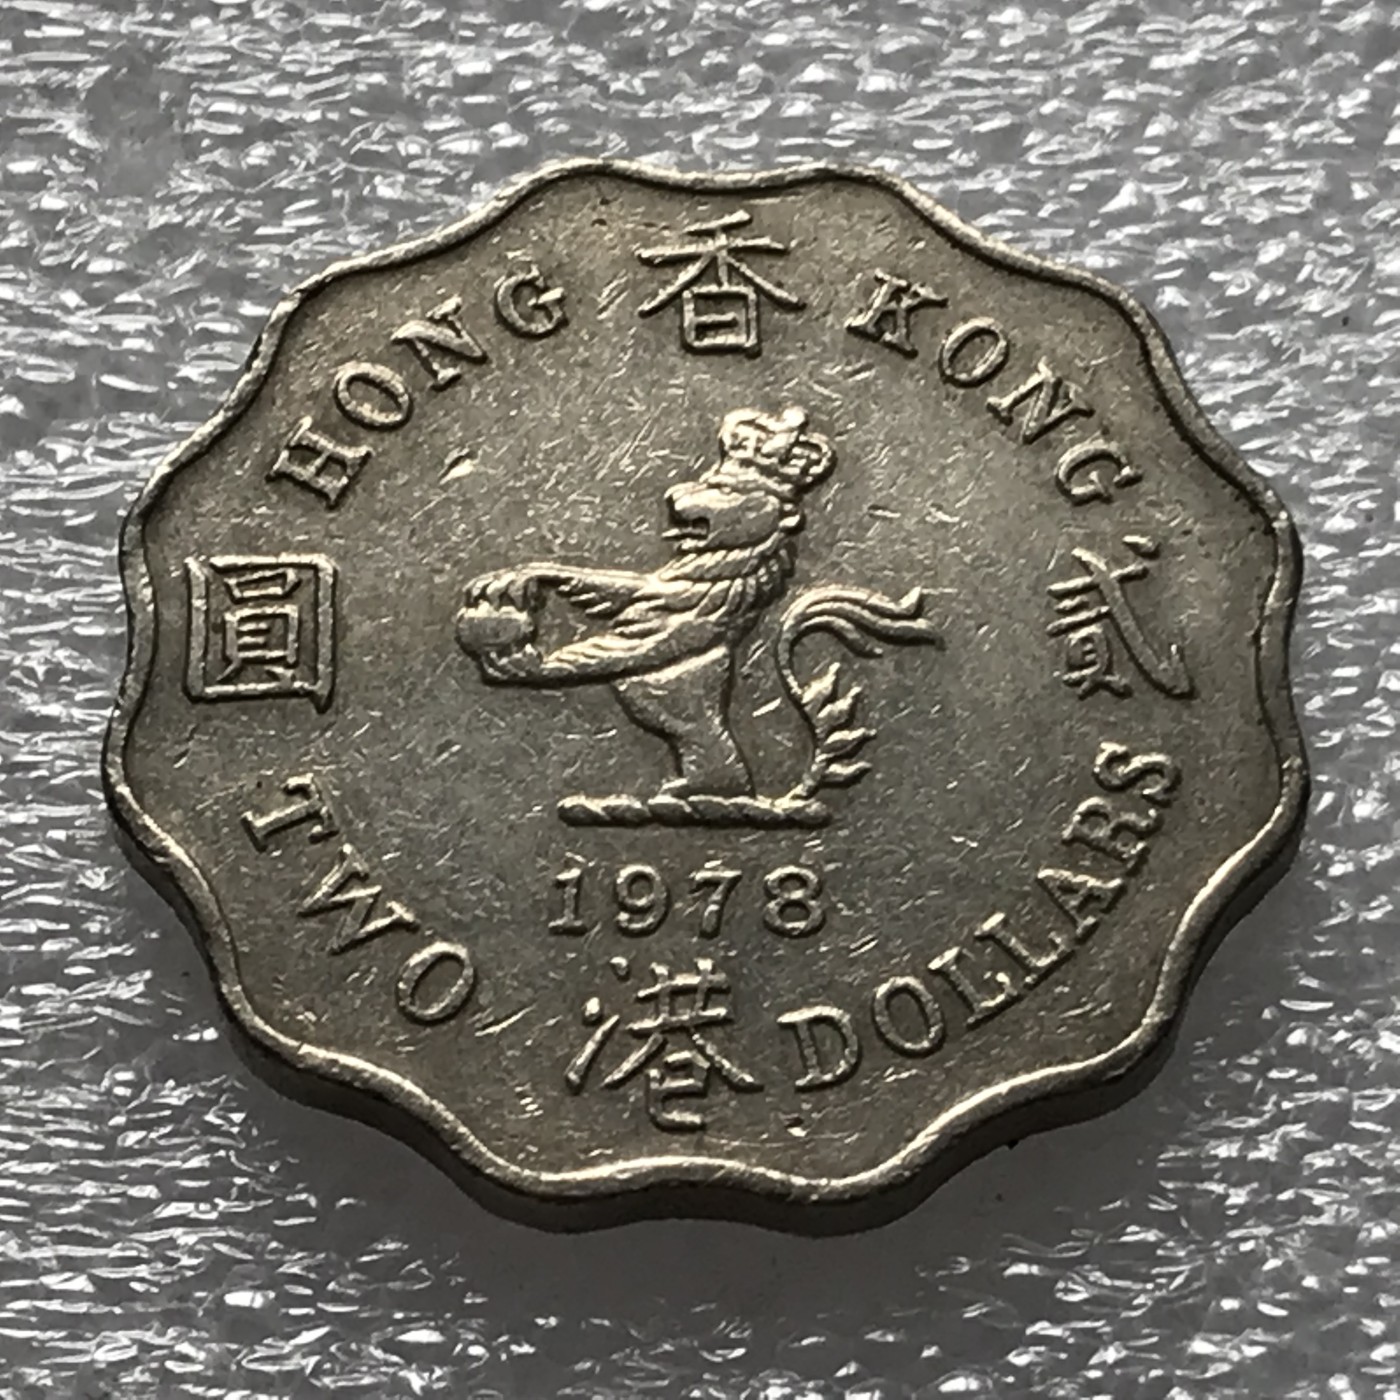 HONG KONG
香港
貳圓
1978
TWO DOLLARS